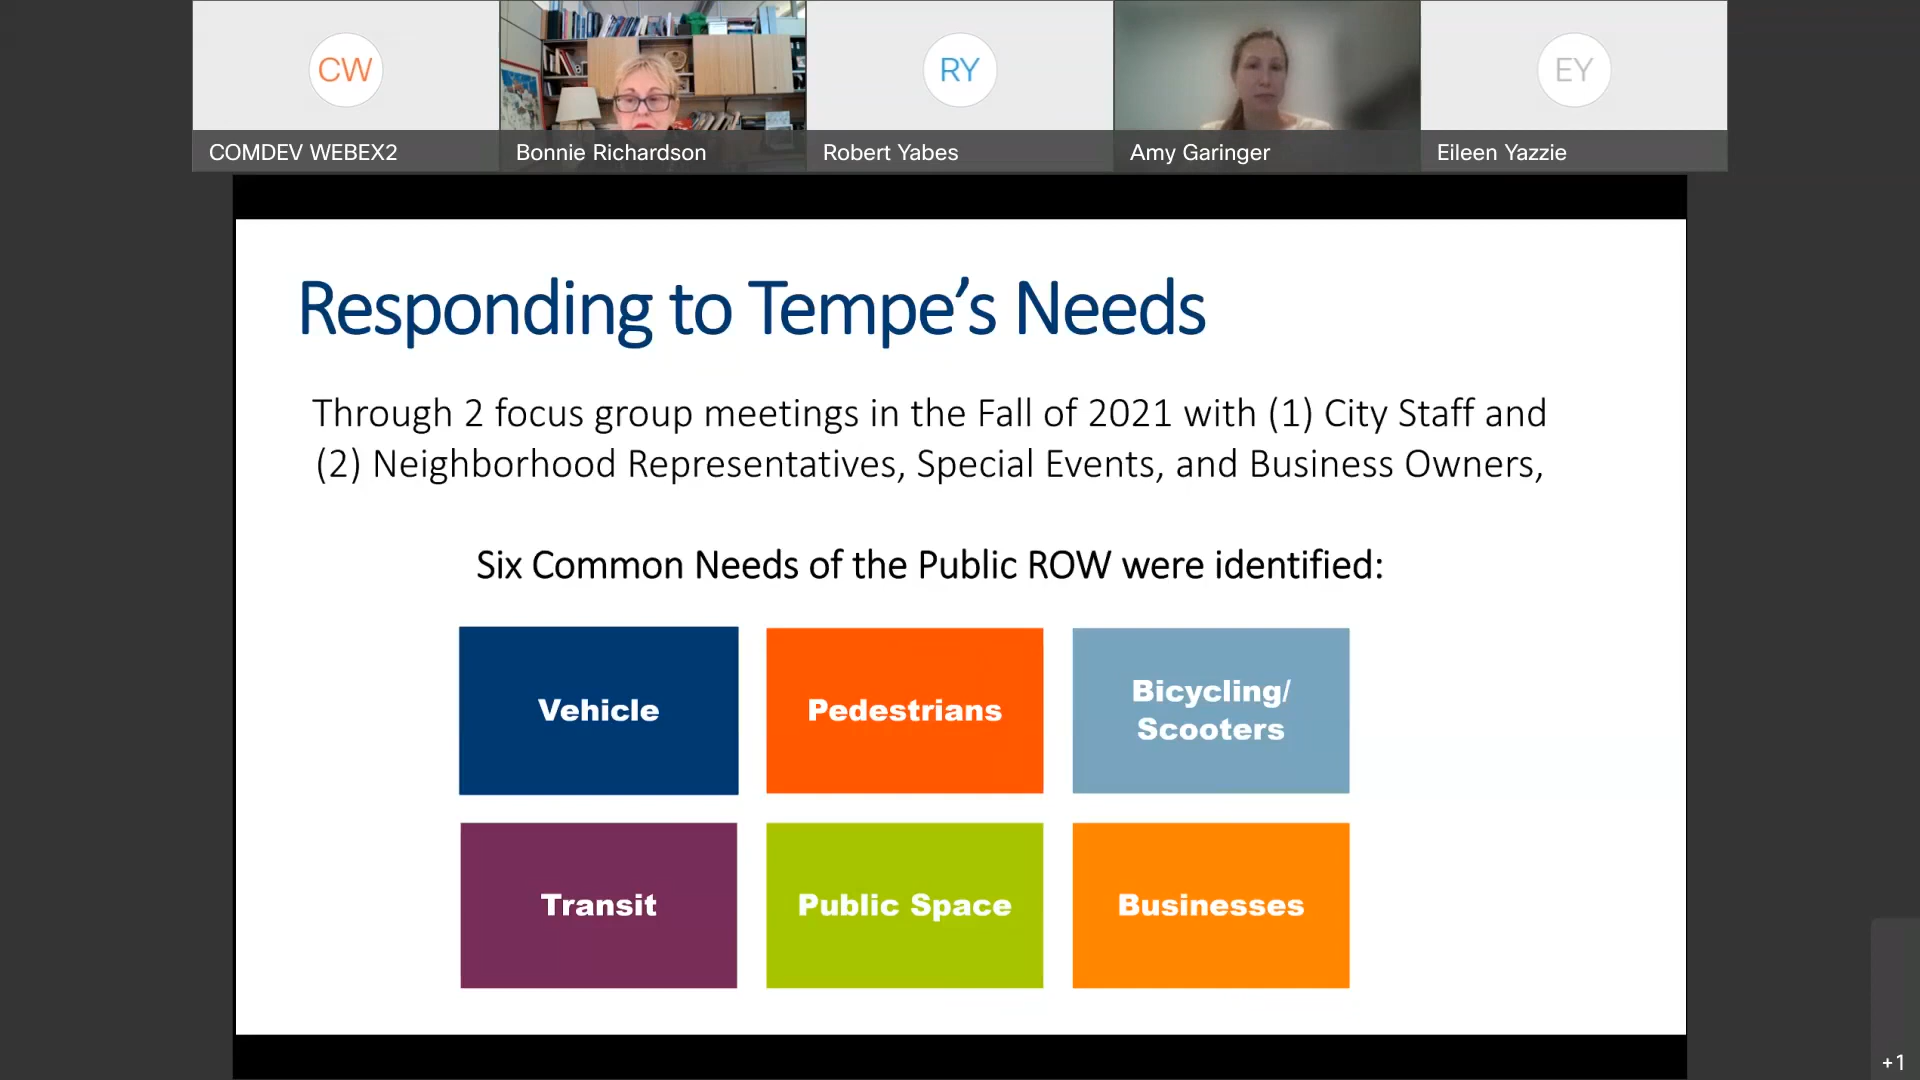 CW
RY
EY
COMDEV WEBEX2
Bonnie Richardson
Robert Yabes
Amy Garinger
Eileen Yazzie
Responding to Tempe’s Needs
Through 2 focus group meetings in the Fall of 2021 with (1) City Staff and
(2) Neighborhood Representatives, Special Events, and Business Owners,
Six Common Needs of the Public ROW were identified:
Vehicle
Pedestrians
Bicycling/
Scooters
Transit
Public Space
Businesses
+1